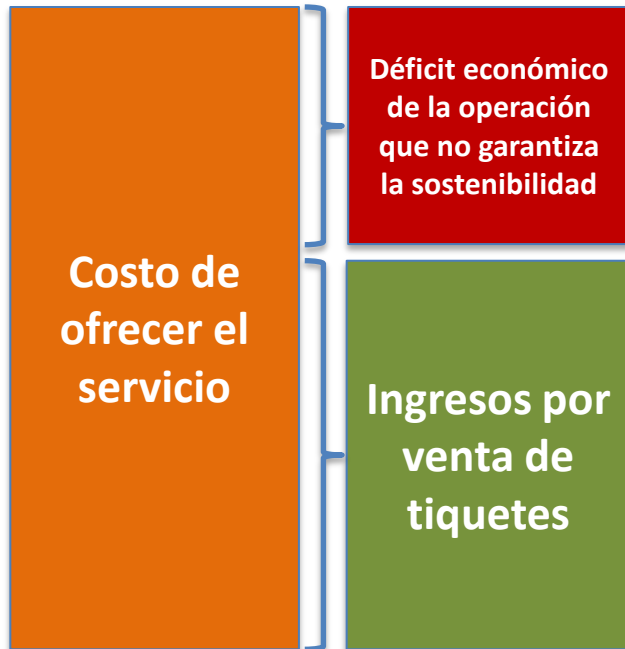 Costo de
ofrecer el
servicio
Déficit económico
de la operación
que no garantiza
la sostenibilidad
Ingresos por
venta de
tiquetes